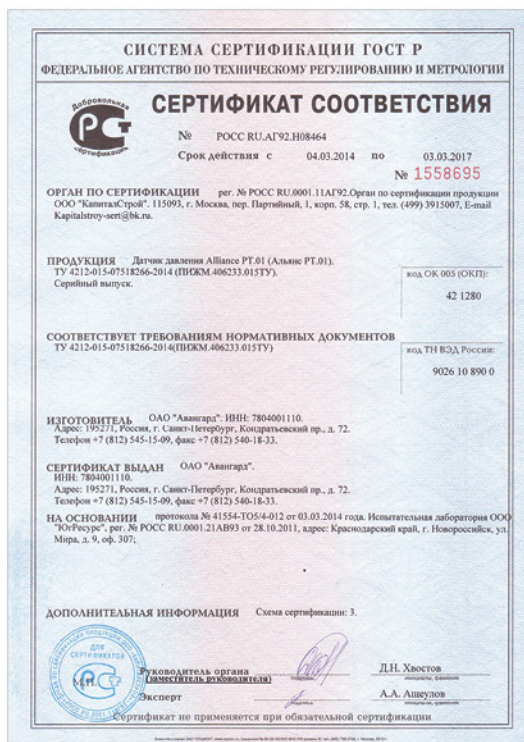 СИСТЕМА СЕРТИФИКАЦИИ ГОСТ Р
ФЕДЕРАЛЬНОЕ АГЕНТСТВО ПО ТЕХНИЧЕСКОМУ РЕГУЛИРОВАНИЮ И МЕТРОЛОГИИ
Добровольная
сертификация
СЕРТИФИКАТ СООТВЕТСТВИЯ
№ РОСС RU.АГ92.Н08464
Срок действия с 04.03.2014 по 03.03.2017
№ 1558695
ОРГАН ПО СЕРТИФИКАЦИИ рег. № РОСС RU.0001.11АГ92.Орган по сертификации продукции
ООО "КапиталСтрой". 115093, г. Москва, пер. Партийный, 1, корп. 58, стр. 1, тел. (499) 3915007, E-mail
Kapitalstroy-sert@bk.ru.
ПРОДУКЦИЯ Датчик давления Alliance PT.01 (Альянс РТ.01).
ТУ 4212-015-07518266-2014 (ПИЖМ.406233.015ТУ).
Серийный выпуск.
код ОК 005 (ОКП):
42 1280
СООТВЕТСТВУЕТ ТРЕБОВАНИЯМ НОРМАТИВНЫХ ДОКУМЕНТОВ
ТУ 4212-015-07518266-2014(ПИЖМ.406233.015ТУ)
код ТН ВЭД России:
9026 10 890 0
ИЗГОТОВИТЕЛЬ ОАО "Авангард". ИНН: 7804001110.
Адрес: 195271, Россия, г. Санкт-Петербург, Кондратьевский пр., д. 72.
Телефон +7 (812) 545-15-09, факс +7 (812) 540-18-33.
СЕРТИФИКАТ ВЫДАН ОАО "Авангард".
ИНН: 7804001110.
Адрес: 195271, Россия, г. Санкт-Петербург, Кондратьевский пр., д. 72.
Телефон +7 (812) 545-15-09, факс +7 (812) 540-18-33.
НА ОСНОВАНИИ протокола № 41554-ТО5/4-012 от 03.03.2014 года. Испытательная лаборатория ООО
"ЮгРесурс", рег. № РОСС RU.0001.21АВ93 от 28.10.2011, адрес: Краснодарский край, г. Новороссийск, ул.
Мира, д. 9, оф. 307;
ДОПОЛНИТЕЛЬНАЯ ИНФОРМАЦИЯ Схема сертификации: 3.
ДЛЯ
СЕРТИФИКАТОВ
М.П.
Руководитель органа
(заместитель руководителя)
Д.Н. Хвостов
Эксперт
А.А. Ащеулов
Сертификат не применяется при обязательной сертификации